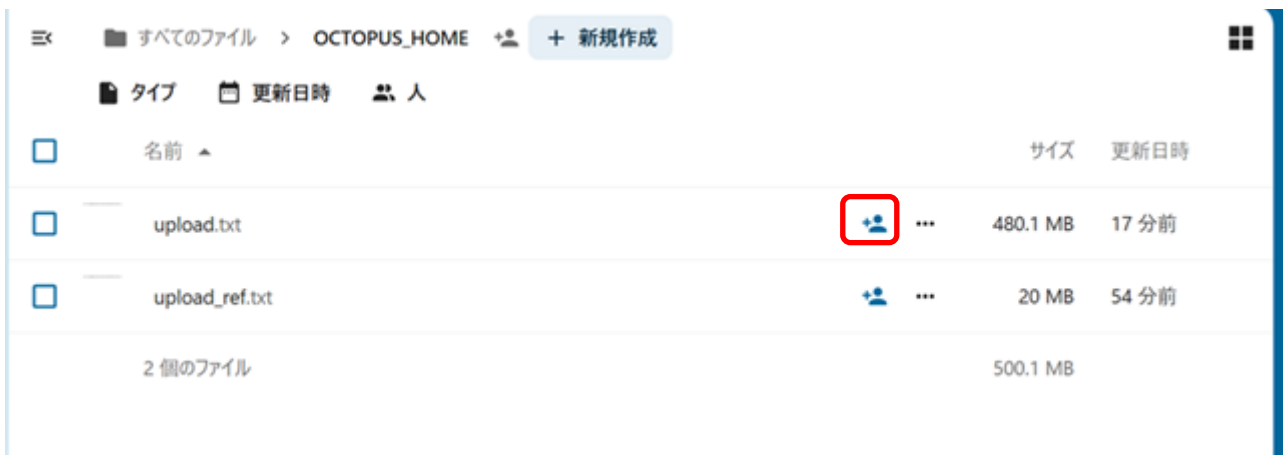 すべてのファイル > OCTOPUS_HOME + 新規作成
タイプ 更新日時 人
名前 サイズ 更新日時
upload.txt ... 480.1 MB 17 分前
upload_ref.txt ... 20 MB 54 分前
2 個のファイル 500.1 MB